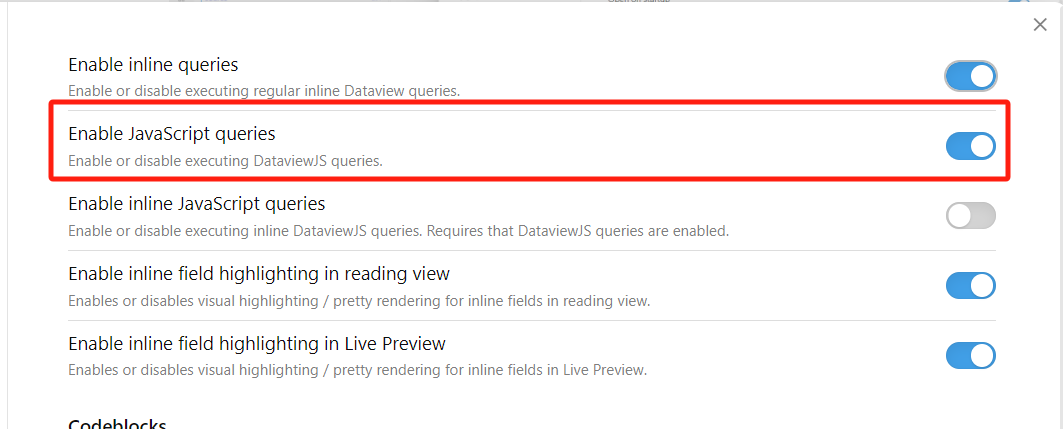 Enable inline queries
Enable or disable executing regular inline Dataview queries.
Enable JavaScript queries
Enable or disable executing DataviewJS queries.
Enable inline JavaScript queries
Enable or disable executing inline DataviewJS queries. Requires that DataviewJS queries are enabled.
Enable inline field highlighting in reading view
Enables or disables visual highlighting / pretty rendering for inline fields in reading view.
Enable inline field highlighting in Live Preview
Enables or disables visual highlighting / pretty rendering for inline fields in Live Preview.
Codeblocks